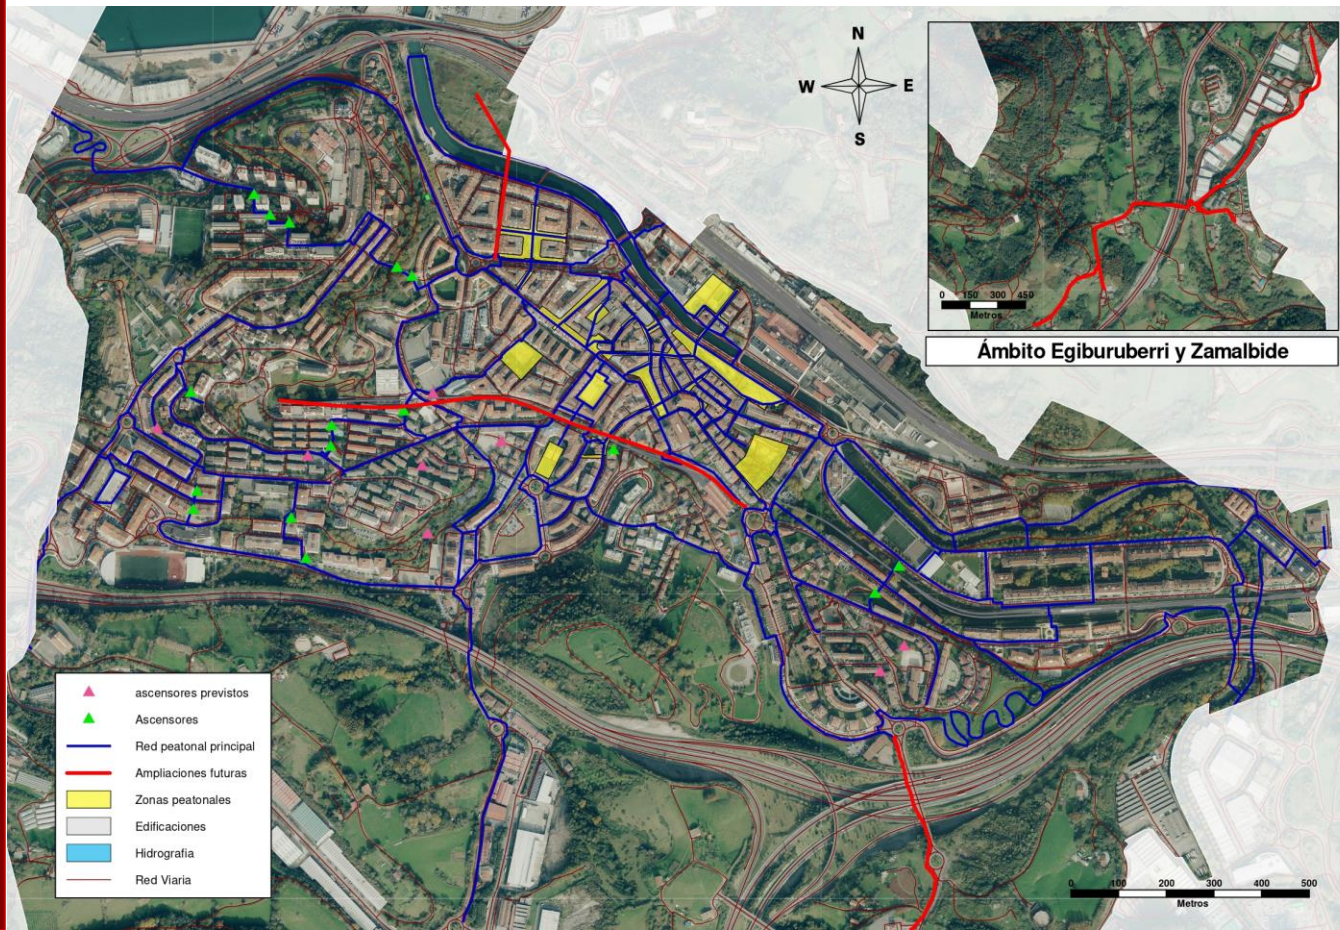 N
W E
S
0 150 300 450
Metros
Ámbito Egiburuberri y Zamalbide
ascensores previstos
Ascensores
Red peatonal principal
Ampliaciones futuras
Zonas peatonales
Edificaciones
Hidrografia
Red Viaria
0 100 200 300 400 500
Metros